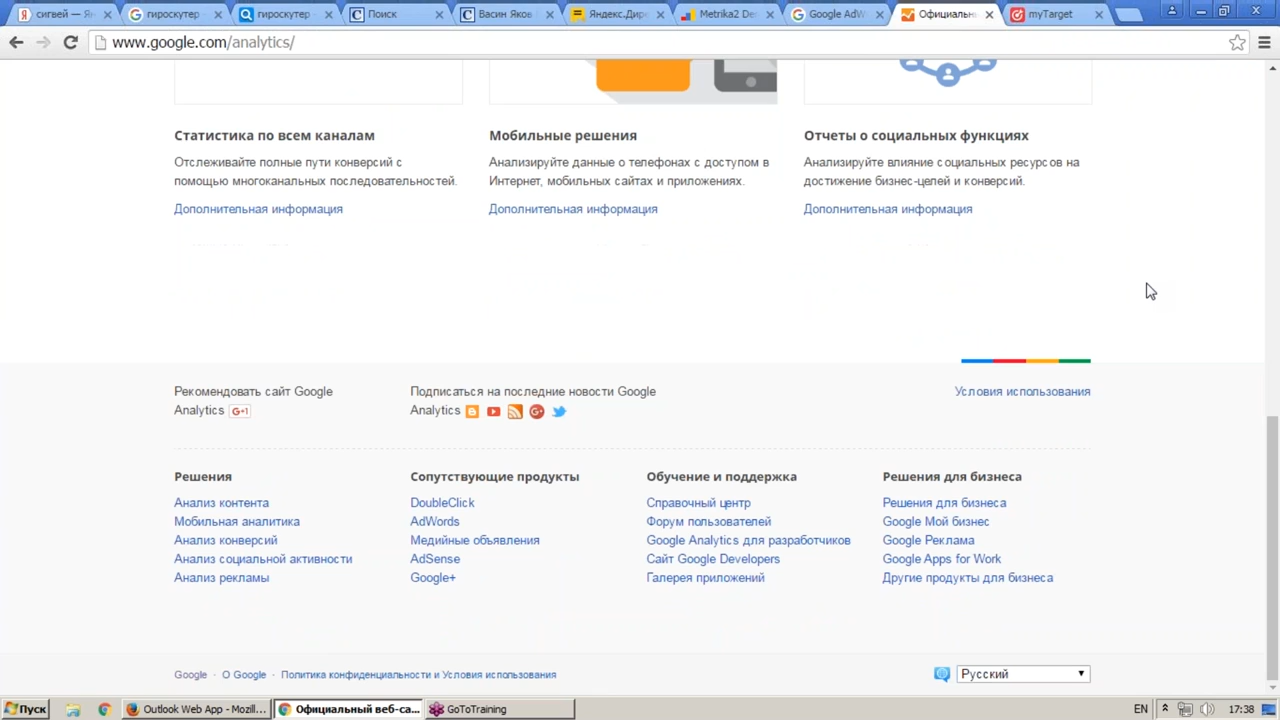 сигвей — Ян
гироскутер
гироскутер
Поиск
Васин Яков
Яндекс.Дире
Metrika2 De
Google AdW
Официальн
myTarget
www.google.com/analytics/
Статистика по всем каналам
Отслеживайте полные пути конверсий с
помощью многоканальных последовательностей.
Дополнительная информация
Мобильные решения
Анализируйте данные о телефонах с доступом в
Интернет, мобильных сайтах и приложениях.
Дополнительная информация
Отчеты о социальных функциях
Анализируйте влияние социальных ресурсов на
достижение бизнес-целей и конверсий.
Дополнительная информация
Рекомендовать сайт Google
Analytics G+1
Подписаться на последние новости Google
Analytics
Условия использования
Решения
Анализ контента
Мобильная аналитика
Анализ конверсий
Анализ социальной активности
Анализ рекламы
Сопутствующие продукты
DoubleClick
AdWords
Медийные объявления
AdSense
Google+
Обучение и поддержка
Справочный центр
Форум пользователей
Google Analytics для разработчиков
Сайт Google Developers
Галерея приложений
Решения для бизнеса
Решения для бизнеса
Google Мой бизнес
Google Реклама
Google Apps for Work
Другие продукты для бизнеса
Google · О Google · Политика конфиденциальности и Условия использования
Русский
Пуск
Outlook Web App - Mozil...
Официальный веб-са...
GoToTraining
EN
17:38